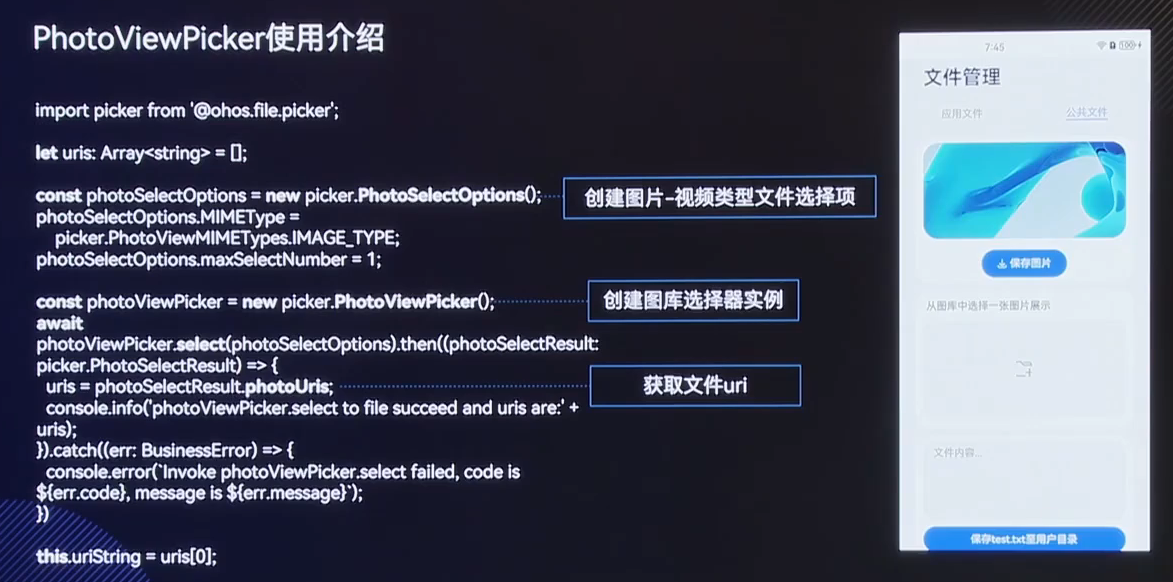 PhotoViewPicker使用介绍
import picker from '@ohos.file.picker';
let uris: Array<string> = [];
const photoSelectOptions = new picker.PhotoSelectOptions();
创建图片-视频类型文件选择项
photoSelectOptions.MIMEType =
picker.PhotoViewMIMETypes.IMAGE_TYPE;
photoSelectOptions.maxSelectNumber = 1;
const photoViewPicker = new picker.PhotoViewPicker();
创建图库选择器实例
await
photoViewPicker.select(photoSelectOptions).then((photoSelectResult:
picker.PhotoSelectResult) => {
uris = photoSelectResult.photoUris;
获取文件uri
console.info('photoViewPicker.select to file succeed and uris are:' +
uris);
}).catch((err: BusinessError) => {
console.error(`Invoke photoViewPicker.select failed, code is
${err.code}, message is ${err.message}`);
})
this.uriString = uris[0];
7:45
100
文件管理
应用文件
公共文件
保存图片
从图库中选择一张图片展示
文件内容...
保存test.txt至用户目录